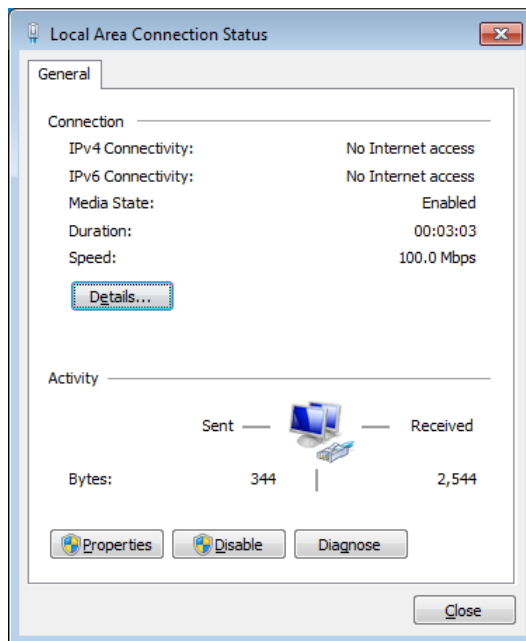 Local Area Connection Status
General
Connection
IPv4 Connectivity: No Internet access
IPv6 Connectivity: No Internet access
Media State: Enabled
Duration: 00:03:03
Speed: 100.0 Mbps
Details...
Activity
Sent Received
Bytes: 344 2,544
Properties Disable Diagnose
Close